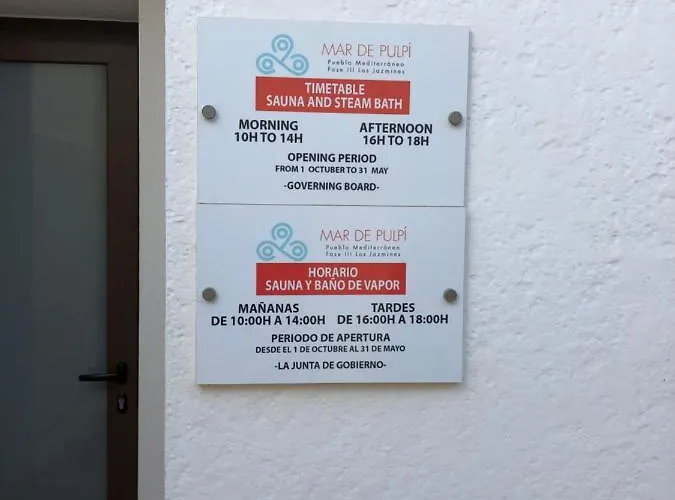 MAR DE PULPÍ
Pueblo Mediterráneo
Fase III Los Jazmines
TIMETABLE
SAUNA AND STEAM BATH
MORNING
10H TO 14H
AFTERNOON
16H TO 18H
OPENING PERIOD
FROM 1 OCTUBER TO 31 MAY
-GOVERNING BOARD-
MAR DE PULPÍ
Pueblo Mediterráneo
Fase III Los Jazmines
HORARIO
SAUNA Y BAÑO DE VAPOR
MAÑANAS
DE 10:00H A 14:00H
TARDES
DE 16:00H A 18:00H
PERIODO DE APERTURA
DESDE EL 1 DE OCTUBRE AL 31 DE MAYO
-LA JUNTA DE GOBIERNO-